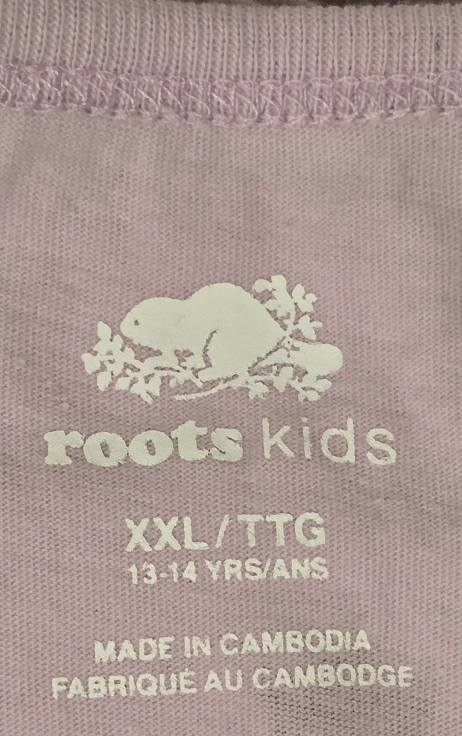 roots kids
XXL/TTG
13-14 YRS/ANS
MADE IN CAMBODIA
FABRIQUÉ AU CAMBODGE